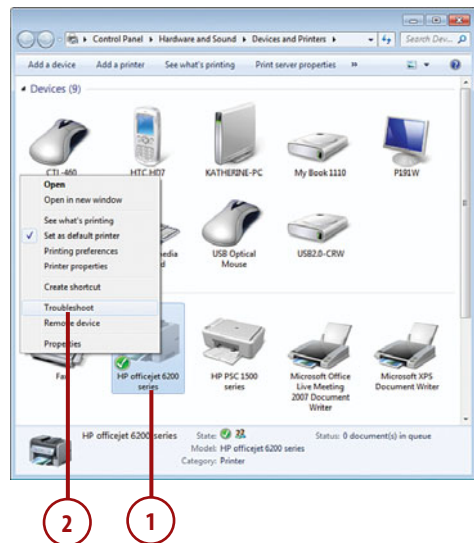 Control Panel ▸ Hardware and Sound ▸ Devices and Printers ▸
Search Dev...
Add a device Add a printer See what's printing Print server properties »
Devices (9)
CTL-460 HTC HD7 KATHERINE-PC My Book 1110 P191W
Open
Open in new window
See what's printing
Set as default printer
Printing preferences
Printer properties
Create shortcut
Troubleshoot
Remove device
Properties
USB Optical
Mouse
USB2.0-CRW
HP officejet 6200
series
HP PSC 1500
series
Microsoft Office
Live Meeting
2007 Document
Writer
Microsoft XPS
Document Writer
HP officejet 6200 series State: Status: 0 document(s) in queue
Model: HP officejet 6200 series
Category: Printer
2 1